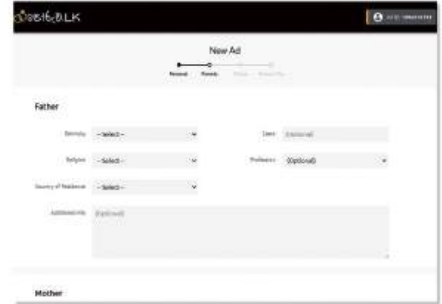 .LK
New Ad
Personal Parents
Father
Ethnicity -- Select -- Caste (Optional)
Religion -- Select -- Profession (Optional)
Country of Residence -- Select --
Additional Info (Optional)
Mother